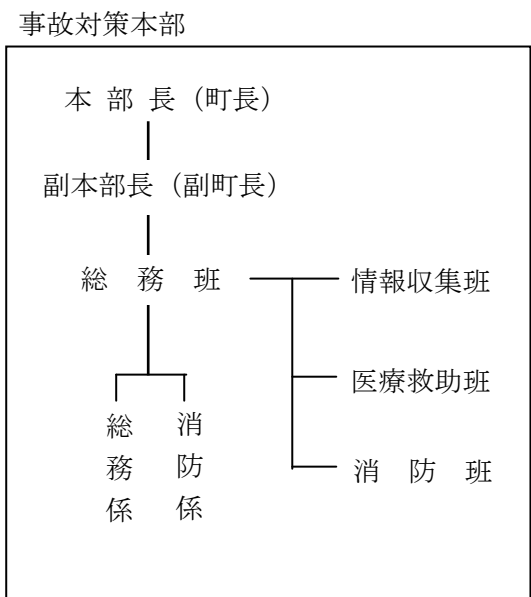 事故対策本部
本 部 長 (町長)
副本部長 (副町長)
総 務 班
情報収集班
医療救助班
消 防 班
総務係
消防係